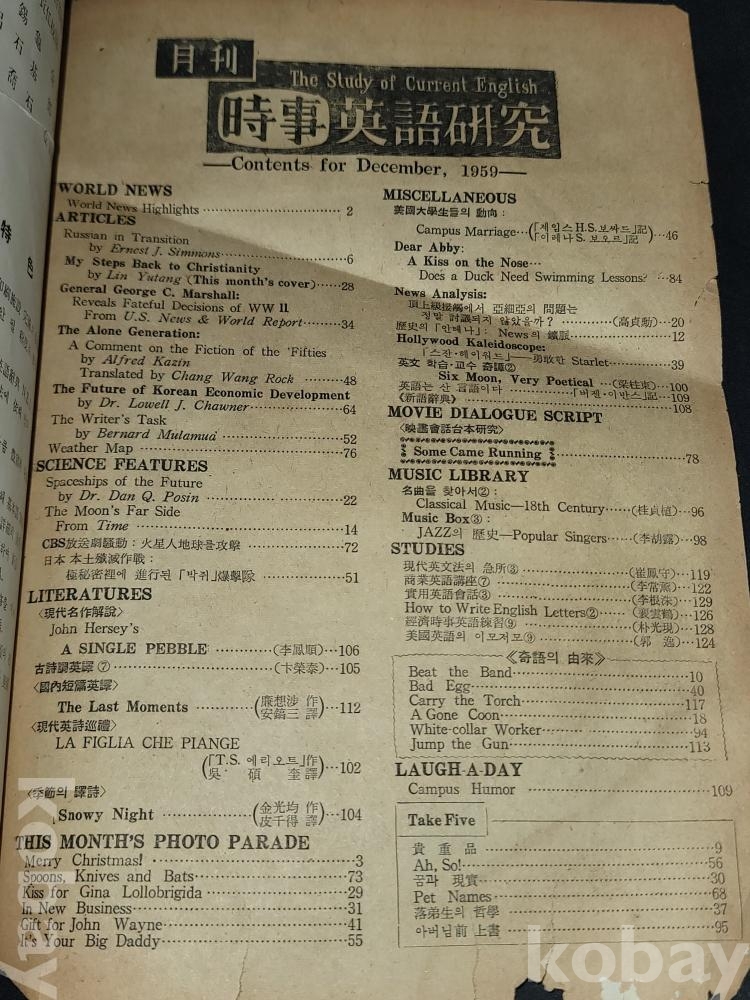 特色
月刊
The Study of Current English
時事英語研究
—Contents for December, 1959—
WORLD NEWS
World News Highlights 2
ARTICLES
Russian in Transition
by Ernest J. Simmons 6
My Steps Back to Christianity
by Lin Yutang (This month's cover) 28
General George C. Marshall:
Reveals Fateful Decisions of WW II
From U.S. News & World Report 34
The Alone Generation:
A Comment on the Fiction of the 'Fifties
by Alfred Kazin
Translated by Chang Wang Rock 48
The Future of Korean Economic Development
by Dr. Lowell J. Chawner 64
The Writer's Task
by Bernard Mulamud 52
Weather Map 76
SCIENCE FEATURES
Spaceships of the Future
by Dr. Dan Q. Posin 22
The Moon's Far Side
From Time 14
CBS放送劇騷動：火星人地球를攻擊 72
日本 本土殲滅作戰：
極秘密裡에 進行된「박쥐」爆擊隊 51
LITERATURES
〈現代名作解說〉
John Hersey's
A SINGLE PEBBLE (李鳳順) 106
古詩調英譯⑦ (卞榮泰) 105
〈國內短篇英譯〉
The Last Moments (廉想涉 作 安鎬三 譯) 112
〈現代英詩巡禮〉
LA FIGLIA CHE PIANGE
(「T.S. 에리오트」作 吳碩奎 譯) 102
〈季節의 譯詩〉
Snowy Night (金光均 作 皮千得 譯) 104
THIS MONTH'S PHOTO PARADE
Merry Christmas! 3
Spoons, Knives and Bats 73
Kiss for Gina Lollobrigida 29
In New Business 31
Gift for John Wayne 41
It's Your Big Daddy 55
MISCELLANEOUS
美國大學生들의 動向：
Campus Marriage (「제임스 H.S. 보싸드」記 「이레나 S. 보오르」記) 46
Dear Abby:
A Kiss on the Nose
Does a Duck Need Swimming Lessons? 84
News Analysis:
頂上級接觸에서 亞細亞의 問題는
정말 討議되지 않았을까? (高貞勳) 20
歷史의「안테나」: News의 鐵脈 12
Hollywood Kaleidoscope:
「스잔·헤이워드」—勇敢한 Starlet 39
英文 學習·敎授 奇譚②
Six Moon, Very Poetical (梁柱東) 100
英語는 산 言語이다 「버겐·이반스」記 109
《新語辭典》 108
MOVIE DIALOGUE SCRIPT
〈映畵會話台本硏究〉
Some Came Running 78
MUSIC LIBRARY
名曲을 찾아서②:
Classical Music—18th Century (桂貞植) 96
Music Box③:
JAZZ의 歷史—Popular Singers (李胡露) 98
STUDIES
現代英文法의 急所③ (崔鳳守) 119
商業英語講座⑦ (李常薰) 122
實用英語會話③ 129
How to Write English Letters② (裵雲鶴) 126
經濟時事英語練習⑨ (朴光現) 128
美國英語의 이모저모⑨ 124
《奇語의 由來》
Beat the Band 10
Bad Egg 40
Carry the Torch 117
A Gone Coon 18
White-collar Worker 94
Jump the Gun 113
LAUGH-A-DAY
Campus Humor 109
Take Five
貴重品 9
Ah, So! 56
꿈과 現實 30
Pet Names 68
落弟生의 哲學 37
아버님前 上書 95
kobay
kobay